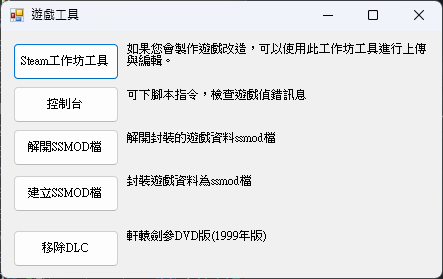 遊戲工具
Steam工作坊工具
如果您會製作遊戲改造，可以使用此工作坊工具進行上傳
與編輯。
控制台
可下腳本指令，檢查遊戲偵錯訊息
解開SSMOD檔
解開封裝的遊戲資料ssmod檔
建立SSMOD檔
封裝遊戲資料為ssmod檔
移除DLC
軒轅劍參DVD版(1999年版)